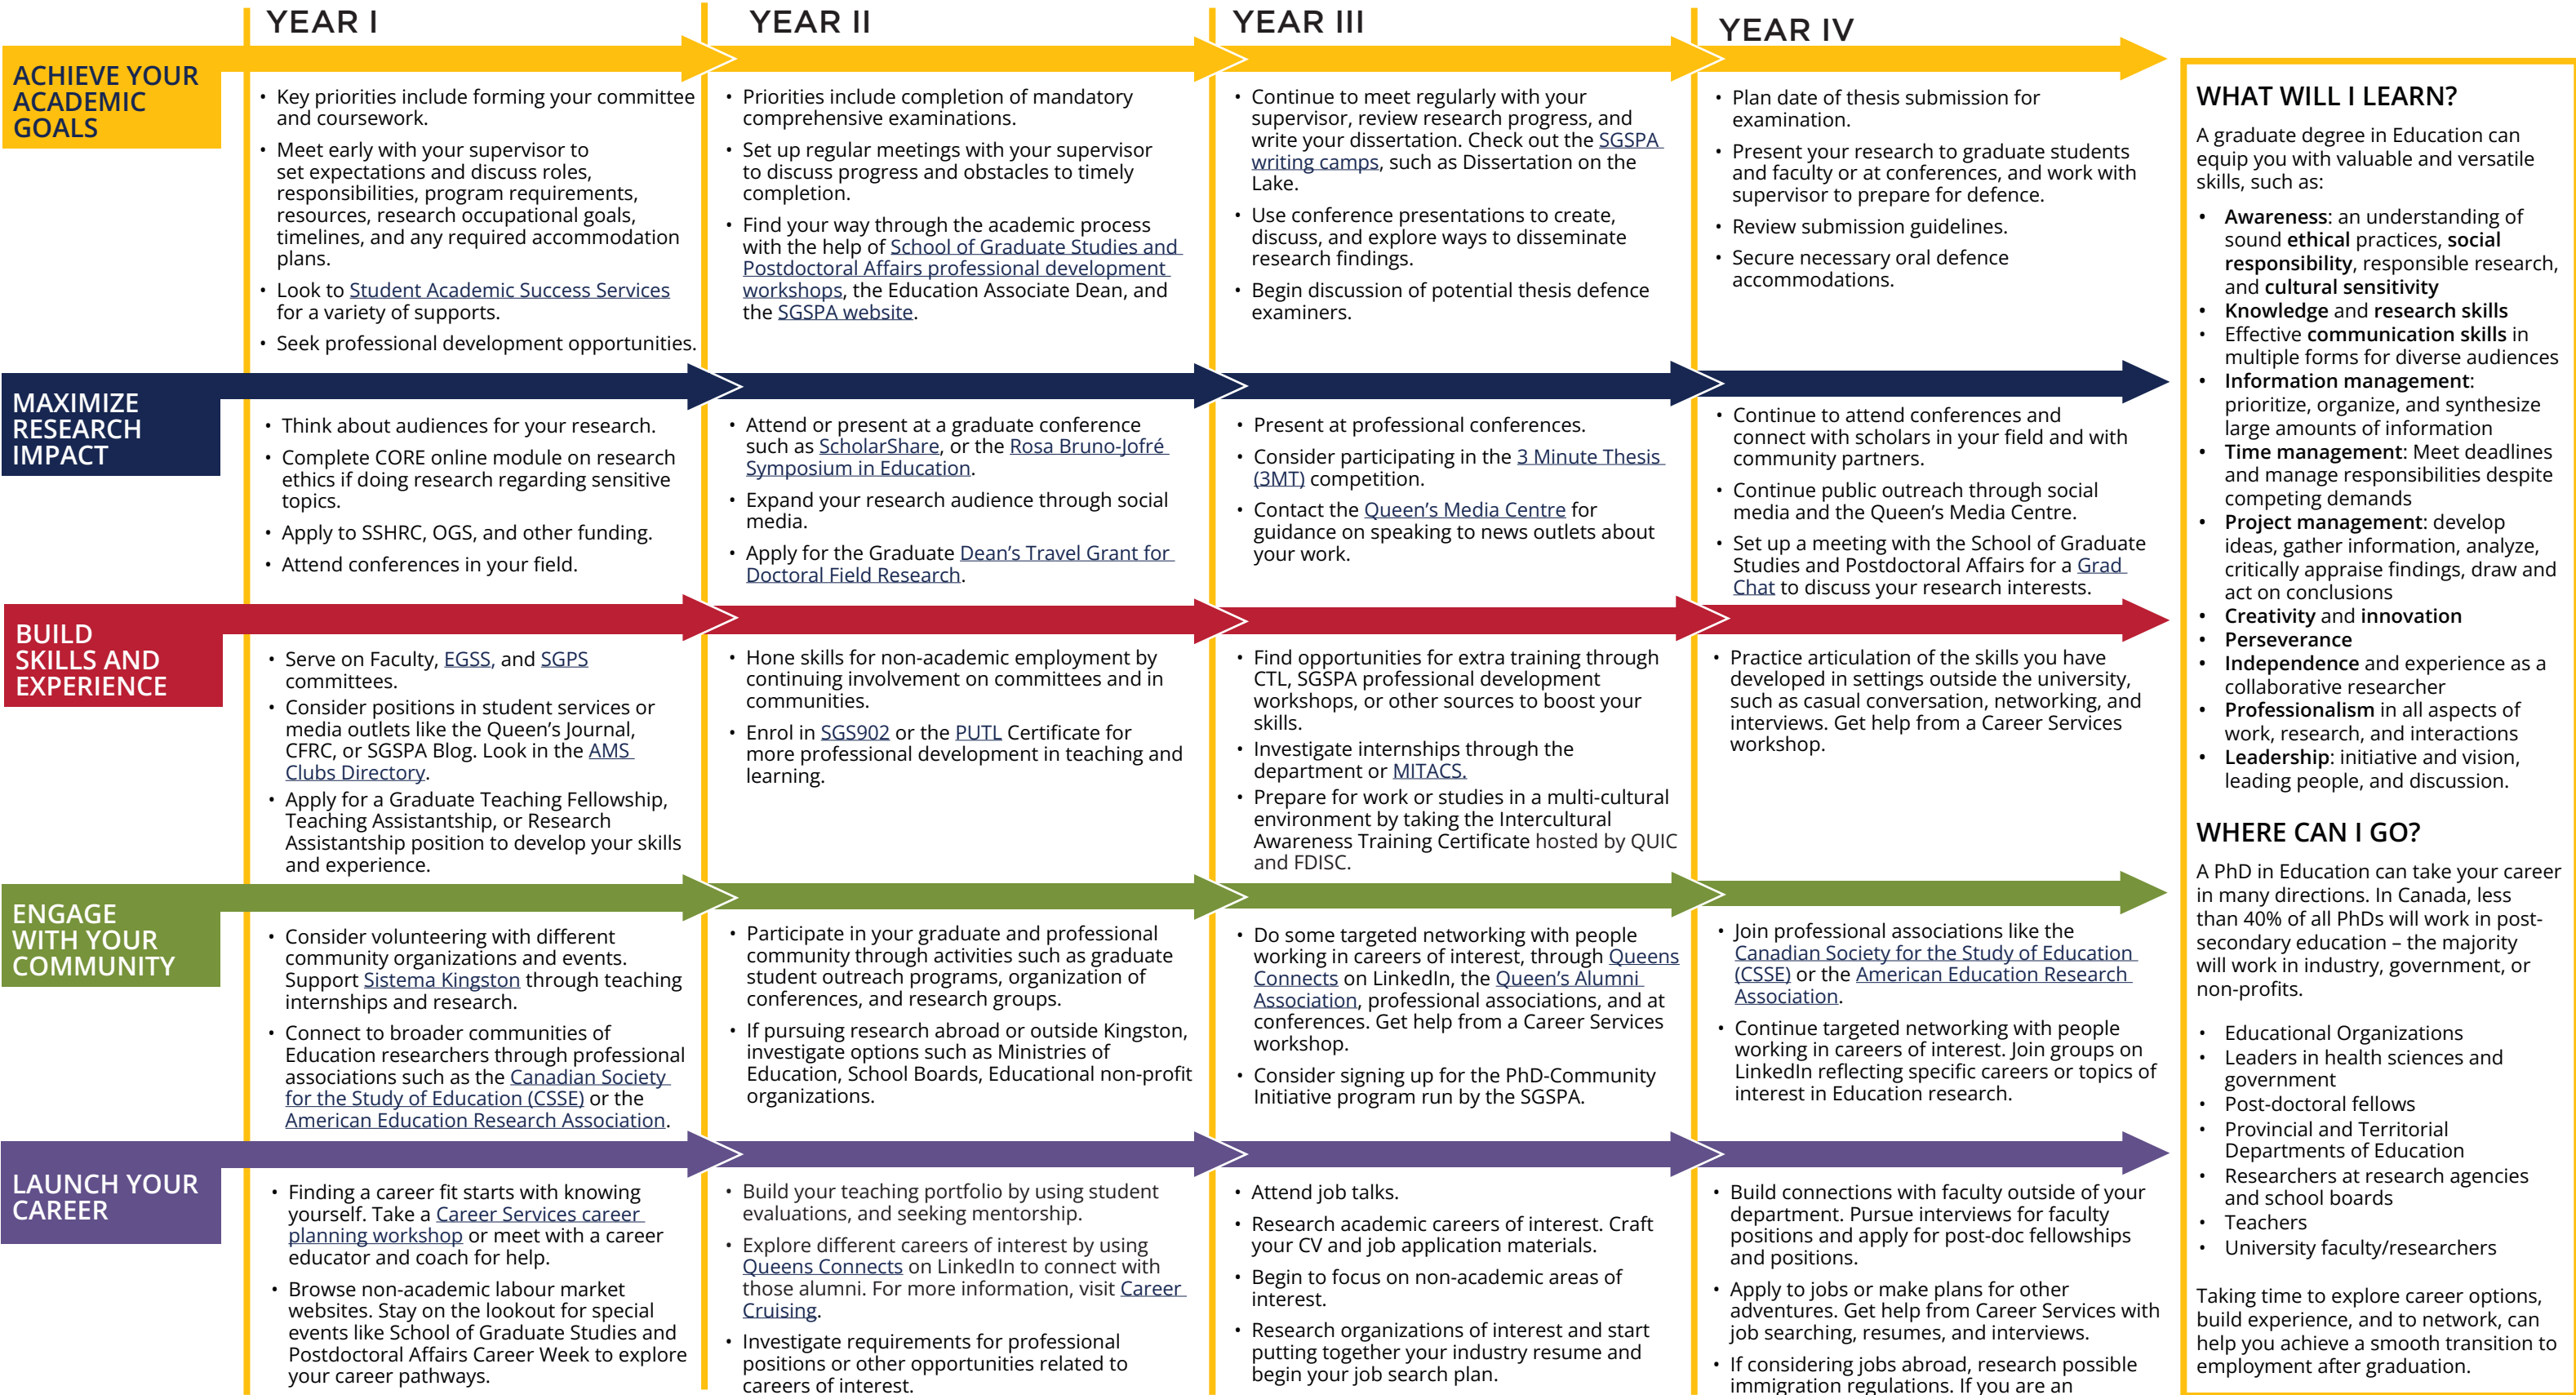 YEAR I
YEAR II
YEAR III
YEAR IV
ACHIEVE YOUR
ACADEMIC
GOALS
• Key priorities include forming your committee
and coursework.
• Meet early with your supervisor to
set expectations and discuss roles,
responsibilities, program requirements,
resources, research occupational goals,
timelines, and any required accommodation
plans.
• Look to Student Academic Success Services
for a variety of supports.
• Seek professional development opportunities.
• Priorities include completion of mandatory
comprehensive examinations.
• Set up regular meetings with your supervisor
to discuss progress and obstacles to timely
completion.
• Find your way through the academic process
with the help of School of Graduate Studies and
Postdoctoral Affairs professional development
workshops, the Education Associate Dean, and
the SGSPA website.
• Continue to meet regularly with your
supervisor, review research progress, and
write your dissertation. Check out the SGSPA
writing camps, such as Dissertation on the
Lake.
• Use conference presentations to create,
discuss, and explore ways to disseminate
research findings.
• Begin discussion of potential thesis defence
examiners.
• Plan date of thesis submission for
examination.
• Present your research to graduate students
and faculty or at conferences, and work with
supervisor to prepare for defence.
• Review submission guidelines.
• Secure necessary oral defence
accommodations.
MAXIMIZE
RESEARCH
IMPACT
• Think about audiences for your research.
• Complete CORE online module on research
ethics if doing research regarding sensitive
topics.
• Apply to SSHRC, OGS, and other funding.
• Attend conferences in your field.
• Attend or present at a graduate conference
such as ScholarShare, or the Rosa Bruno-Jofré
Symposium in Education.
• Expand your research audience through social
media.
• Apply for the Graduate Dean's Travel Grant for
Doctoral Field Research.
• Present at professional conferences.
• Consider participating in the 3 Minute Thesis
(3MT) competition.
• Contact the Queen's Media Centre for
guidance on speaking to news outlets about
your work.
• Continue to attend conferences and
connect with scholars in your field and with
community partners.
• Continue public outreach through social
media and the Queen's Media Centre.
• Set up a meeting with the School of Graduate
Studies and Postdoctoral Affairs for a Grad
Chat to discuss your research interests.
BUILD
SKILLS AND
EXPERIENCE
• Serve on Faculty, EGSS, and SGPS
committees.
• Consider positions in student services or
media outlets like the Queen's Journal,
CFRC, or SGSPA Blog. Look in the AMS
Clubs Directory.
• Apply for a Graduate Teaching Fellowship,
Teaching Assistantship, or Research
Assistantship position to develop your skills
and experience.
• Hone skills for non-academic employment by
continuing involvement on committees and in
communities.
• Enrol in SGS902 or the PUTL Certificate for
more professional development in teaching and
learning.
• Find opportunities for extra training through
CTL, SGSPA professional development
workshops, or other sources to boost your
skills.
• Investigate internships through the
department or MITACS.
• Prepare for work or studies in a multi-cultural
environment by taking the Intercultural
Awareness Training Certificate hosted by QUIC
and FDISC.
• Practice articulation of the skills you have
developed in settings outside the university,
such as casual conversation, networking, and
interviews. Get help from a Career Services
workshop.
ENGAGE
WITH YOUR
COMMUNITY
• Consider volunteering with different
community organizations and events.
Support Sistema Kingston through teaching
internships and research.
• Connect to broader communities of
Education researchers through professional
associations such as the Canadian Society
for the Study of Education (CSSE) or the
American Education Research Association.
• Participate in your graduate and professional
community through activities such as graduate
student outreach programs, organization of
conferences, and research groups.
• If pursuing research abroad or outside Kingston,
investigate options such as Ministries of
Education, School Boards, Educational non-profit
organizations.
• Do some targeted networking with people
working in careers of interest, through Queens
Connects on LinkedIn, the Queen's Alumni
Association, professional associations, and at
conferences. Get help from a Career Services
workshop.
• Consider signing up for the PhD-Community
Initiative program run by the SGSPA.
• Join professional associations like the
Canadian Society for the Study of Education
(CSSE) or the American Education Research
Association.
• Continue targeted networking with people
working in careers of interest. Join groups on
LinkedIn reflecting specific careers or topics of
interest in Education research.
LAUNCH YOUR
CAREER
• Finding a career fit starts with knowing
yourself. Take a Career Services career
planning workshop or meet with a career
educator and coach for help.
• Browse non-academic labour market
websites. Stay on the lookout for special
events like School of Graduate Studies and
Postdoctoral Affairs Career Week to explore
your career pathways.
• Build your teaching portfolio by using student
evaluations, and seeking mentorship.
• Explore different careers of interest by using
Queens Connects on LinkedIn to connect with
those alumni. For more information, visit Career
Cruising.
• Investigate requirements for professional
positions or other opportunities related to
careers of interest.
• Attend job talks.
• Research academic careers of interest. Craft
your CV and job application materials.
• Begin to focus on non-academic areas of
interest.
• Research organizations of interest and start
putting together your industry resume and
begin your job search plan.
• Build connections with faculty outside of your
department. Pursue interviews for faculty
positions and apply for post-doc fellowships
and positions.
• Apply to jobs or make plans for other
adventures. Get help from Career Services with
job searching, resumes, and interviews.
• If considering jobs abroad, research possible
immigration regulations. If you are an
WHAT WILL I LEARN?
A graduate degree in Education can
equip you with valuable and versatile
skills, such as:
• Awareness: an understanding of
sound ethical practices, social
responsibility, responsible research,
and cultural sensitivity
• Knowledge and research skills
• Effective communication skills in
multiple forms for diverse audiences
• Information management:
prioritize, organize, and synthesize
large amounts of information
• Time management: Meet deadlines
and manage responsibilities despite
competing demands
• Project management: develop
ideas, gather information, analyze,
critically appraise findings, draw and
act on conclusions
• Creativity and innovation
• Perseverance
• Independence and experience as a
collaborative researcher
• Professionalism in all aspects of
work, research, and interactions
• Leadership: initiative and vision,
leading people, and discussion.
WHERE CAN I GO?
A PhD in Education can take your career
in many directions. In Canada, less
than 40% of all PhDs will work in post-
secondary education – the majority
will work in industry, government, or
non-profits.
• Educational Organizations
• Leaders in health sciences and
government
• Post-doctoral fellows
• Provincial and Territorial
Departments of Education
• Researchers at research agencies
and school boards
• Teachers
• University faculty/researchers
Taking time to explore career options,
build experience, and to network, can
help you achieve a smooth transition to
employment after graduation.